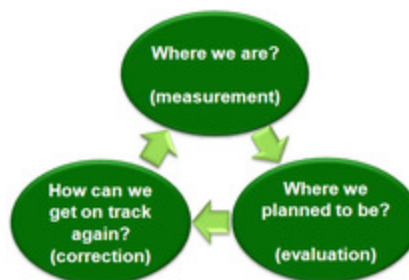 Where we are?
(measurement)
Where we
planned to be?
(evaluation)
How can we
get on track
again?
(correction)